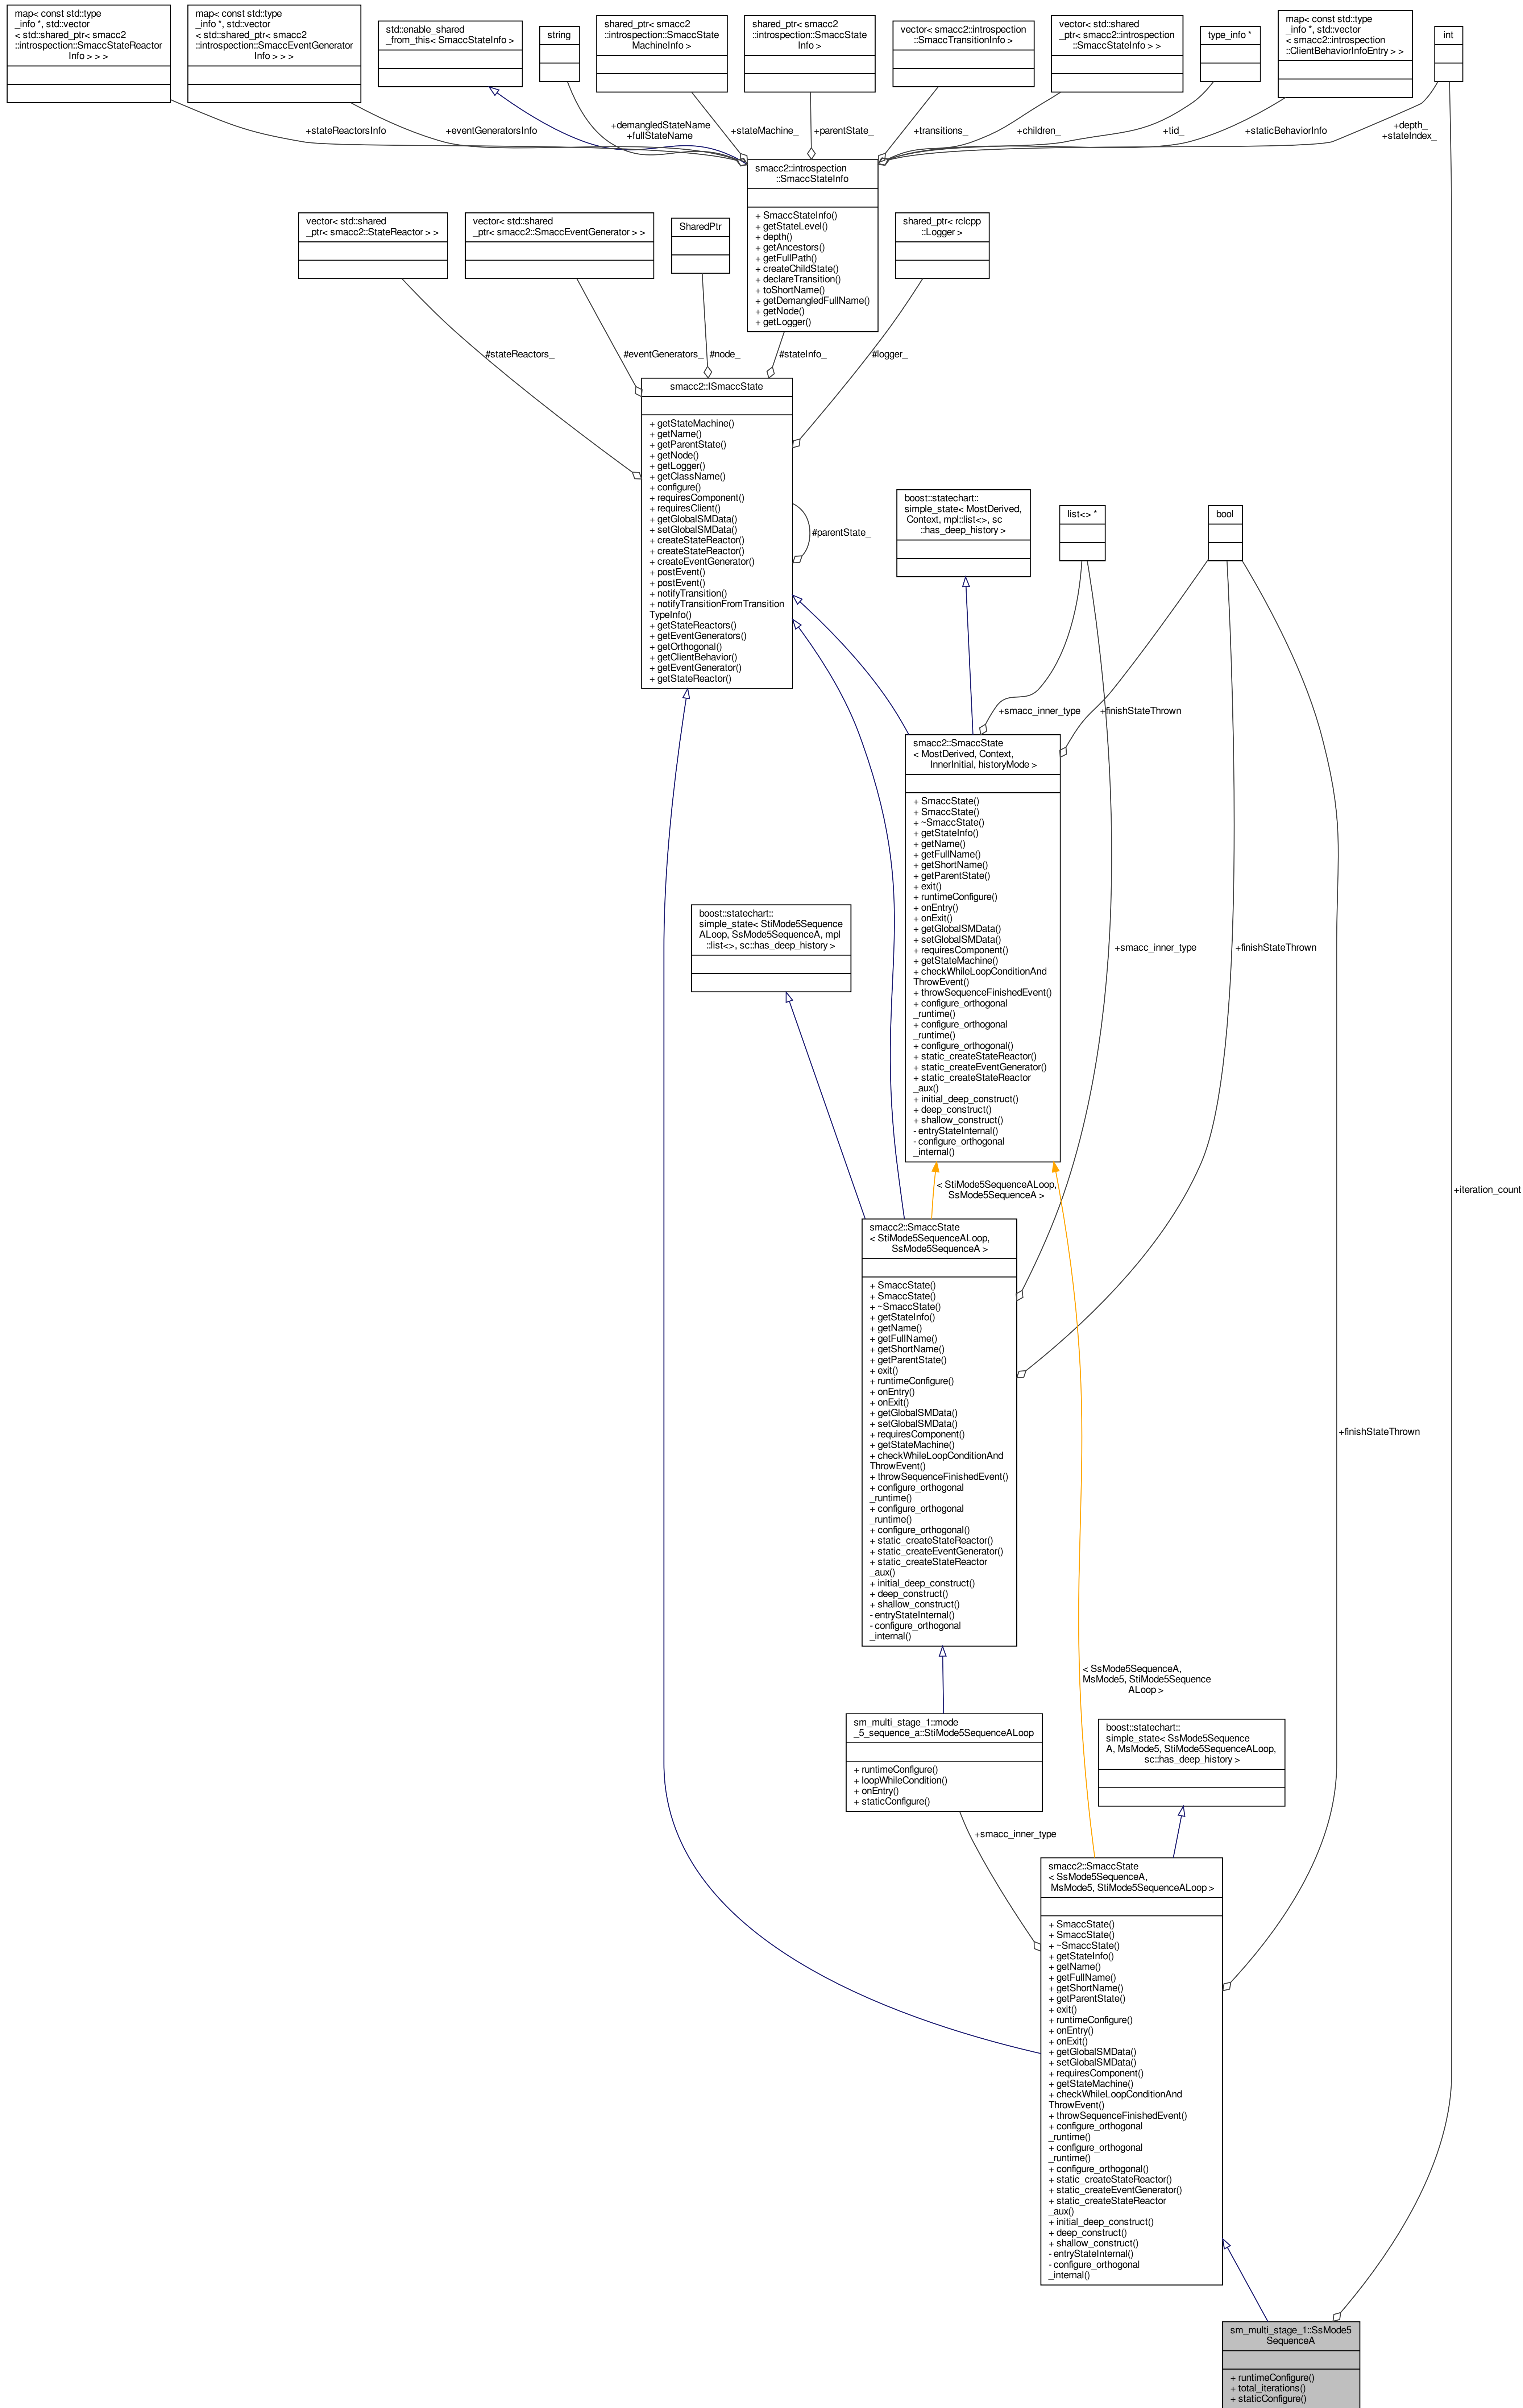 map< const std::type
_info *, std::vector
< std::shared_ptr< smacc2
::introspection::SmaccStateReactor
Info > > >
map< const std::type
_info *, std::vector
< std::shared_ptr< smacc2
::introspection::SmaccEventGenerator
Info > > >
std::enable_shared
_from_this< SmaccStateInfo >
string
shared_ptr< smacc2
::introspection::SmaccState
MachineInfo >
shared_ptr< smacc2
::introspection::SmaccState
Info >
vector< smacc2::introspection
::SmaccTransitionInfo >
vector< std::shared
_ptr< smacc2::introspection
::SmaccStateInfo > >
type_info *
map< const std::type
_info *, std::vector
< smacc2::introspection
::ClientBehaviorInfoEntry > >
int
+stateReactorsInfo
+eventGeneratorsInfo
+demangledStateName
+fullStateName
+stateMachine_
+parentState_
+transitions_
+children_
+tid_
+staticBehaviorInfo
+depth_
+stateIndex_
smacc2::introspection
::SmaccStateInfo
+ SmaccStateInfo()
+ getStateLevel()
+ depth()
+ getAncestors()
+ getFullPath()
+ createChildState()
+ declareTransition()
+ toShortName()
+ getDemangledFullName()
+ getNode()
+ getLogger()
vector< std::shared
_ptr< smacc2::StateReactor > >
vector< std::shared
_ptr< smacc2::SmaccEventGenerator > >
SharedPtr
shared_ptr< rclcpp
::Logger >
#stateReactors_
#eventGenerators_
#node_
#stateInfo_
#logger_
smacc2::ISmaccState
+ getStateMachine()
+ getName()
+ getParentState()
+ getNode()
+ getLogger()
+ getClassName()
+ configure()
+ requiresComponent()
+ requiresClient()
+ getGlobalSMData()
+ setGlobalSMData()
+ createStateReactor()
+ createStateReactor()
+ createEventGenerator()
+ postEvent()
+ postEvent()
+ notifyTransition()
+ notifyTransitionFromTransition
TypeInfo()
+ getStateReactors()
+ getEventGenerators()
+ getOrthogonal()
+ getClientBehavior()
+ getEventGenerator()
+ getStateReactor()
#parentState_
boost::statechart::
simple_state< MostDerived,
Context, mpl::list<>, sc
::has_deep_history >
list<> *
bool
+smacc_inner_type
+finishStateThrown
smacc2::SmaccState
< MostDerived, Context,
InnerInitial, historyMode >
+ SmaccState()
+ SmaccState()
+ ~SmaccState()
+ getStateInfo()
+ getName()
+ getFullName()
+ getShortName()
+ getParentState()
+ exit()
+ runtimeConfigure()
+ onEntry()
+ onExit()
+ getGlobalSMData()
+ setGlobalSMData()
+ requiresComponent()
+ getStateMachine()
+ checkWhileLoopConditionAnd
ThrowEvent()
+ throwSequenceFinishedEvent()
+ configure_orthogonal
_runtime()
+ configure_orthogonal
_runtime()
+ configure_orthogonal()
+ static_createStateReactor()
+ static_createEventGenerator()
+ static_createStateReactor
_aux()
+ initial_deep_construct()
+ deep_construct()
+ shallow_construct()
- entryStateInternal()
- configure_orthogonal
_internal()
boost::statechart::
simple_state< StiMode5Sequence
ALoop, SsMode5SequenceA, mpl
::list<>, sc::has_deep_history >
+smacc_inner_type
+finishStateThrown
< StiMode5SequenceALoop,
SsMode5SequenceA >
+iteration_count
smacc2::SmaccState
< StiMode5SequenceALoop,
SsMode5SequenceA >
+ SmaccState()
+ SmaccState()
+ ~SmaccState()
+ getStateInfo()
+ getName()
+ getFullName()
+ getShortName()
+ getParentState()
+ exit()
+ runtimeConfigure()
+ onEntry()
+ onExit()
+ getGlobalSMData()
+ setGlobalSMData()
+ requiresComponent()
+ getStateMachine()
+ checkWhileLoopConditionAnd
ThrowEvent()
+ throwSequenceFinishedEvent()
+ configure_orthogonal
_runtime()
+ configure_orthogonal
_runtime()
+ configure_orthogonal()
+ static_createStateReactor()
+ static_createEventGenerator()
+ static_createStateReactor
_aux()
+ initial_deep_construct()
+ deep_construct()
+ shallow_construct()
- entryStateInternal()
- configure_orthogonal
_internal()
+finishStateThrown
< SsMode5SequenceA,
MsMode5, StiMode5Sequence
ALoop >
sm_multi_stage_1::mode
_5_sequence_a::StiMode5SequenceALoop
+ runtimeConfigure()
+ loopWhileCondition()
+ onEntry()
+ staticConfigure()
boost::statechart::
simple_state< SsMode5Sequence
A, MsMode5, StiMode5SequenceALoop,
sc::has_deep_history >
+smacc_inner_type
smacc2::SmaccState
< SsMode5SequenceA,
MsMode5, StiMode5SequenceALoop >
+ SmaccState()
+ SmaccState()
+ ~SmaccState()
+ getStateInfo()
+ getName()
+ getFullName()
+ getShortName()
+ getParentState()
+ exit()
+ runtimeConfigure()
+ onEntry()
+ onExit()
+ getGlobalSMData()
+ setGlobalSMData()
+ requiresComponent()
+ getStateMachine()
+ checkWhileLoopConditionAnd
ThrowEvent()
+ throwSequenceFinishedEvent()
+ configure_orthogonal
_runtime()
+ configure_orthogonal
_runtime()
+ configure_orthogonal()
+ static_createStateReactor()
+ static_createEventGenerator()
+ static_createStateReactor
_aux()
+ initial_deep_construct()
+ deep_construct()
+ shallow_construct()
- entryStateInternal()
- configure_orthogonal
_internal()
sm_multi_stage_1::SsMode5
SequenceA
+ runtimeConfigure()
+ total_iterations()
+ staticConfigure()